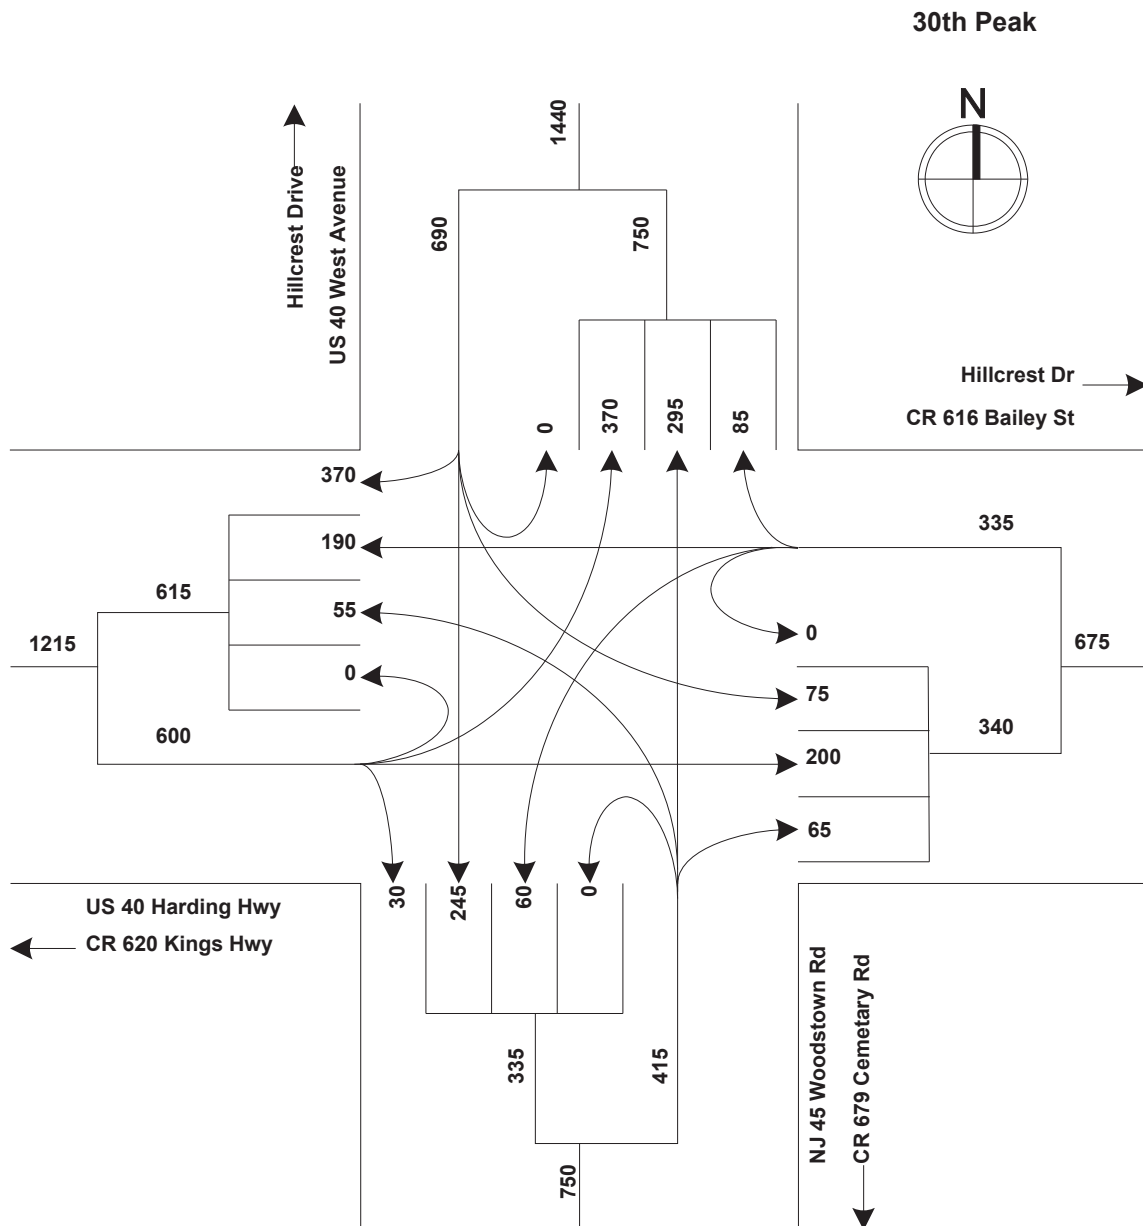 30th Peak
N
1440
Hillcrest Drive
US 40 West Avenue
690
750
Hillcrest Dr
CR 616 Bailey St
0
370
295
85
370
335
190
615
55
0
1215
675
0
75
600
340
200
65
30
245
60
0
US 40 Harding Hwy
CR 620 Kings Hwy
NJ 45 Woodstown Rd
CR 679 Cemetary Rd
335
415
750